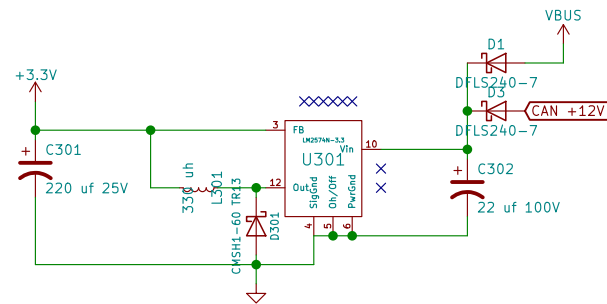 VBUS
D1
DFLS240-7
D3
DFLS240-7
CAN +12V
+3.3V
C301
+
220 uf 25V
330 uh
L301
CMSH1-60 TR13
D301
3
FB
LM2574N-3.3
U301
Vin
10
12
Out
SigGnd
On/Off
PwrGnd
4
5
6
C302
+
22 uf 100V